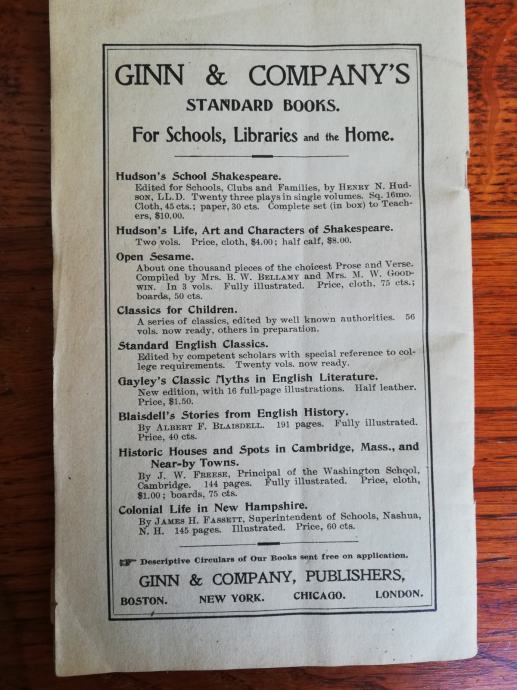 GINN & COMPANY'S
STANDARD BOOKS.
For Schools, Libraries and the Home.
Hudson's School Shakespeare.
Edited for Schools, Clubs and Families, by HENRY N. HUD-
SON, LL.D. Twenty three plays in single volumes. Sq. 16mo.
Cloth, 45 cts.; paper, 30 cts. Complete set (in box) to Teach-
ers, $10.00.
Hudson's Life, Art and Characters of Shakespeare.
Two vols. Price, cloth, $4.00; half calf, $8.00.
Open Sesame.
About one thousand pieces of the choicest Prose and Verse.
Compiled by Mrs. B. W. BELLAMY and Mrs. M. W. GOOD-
WIN. In 3 vols. Fully illustrated. Price, cloth, 75 cts.;
boards, 50 cts.
Classics for Children.
A series of classics, edited by well known authorities. 56
vols. now ready, others in preparation.
Standard English Classics.
Edited by competent scholars with special reference to col-
lege requirements. Twenty vols. now ready.
Gayley's Classic Myths in English Literature.
New edition, with 16 full-page illustrations. Half leather.
Price, $1.50.
Blaisdell's Stories from English History.
By ALBERT F. BLAISDELL. 191 pages. Fully illustrated.
Price, 40 cts.
Historic Houses and Spots in Cambridge, Mass., and
Near-by Towns.
By J. W. FREESE, Principal of the Washington School,
Cambridge. 144 pages. Fully illustrated. Price, cloth,
$1.00; boards, 75 cts.
Colonial Life in New Hampshire.
By JAMES H. FASSETT, Superintendent of Schools, Nashua,
N. H. 145 pages. Illustrated. Price, 60 cts.
☞ Descriptive Circulars of Our Books sent free on application.
GINN & COMPANY, PUBLISHERS,
BOSTON. NEW YORK. CHICAGO. LONDON.